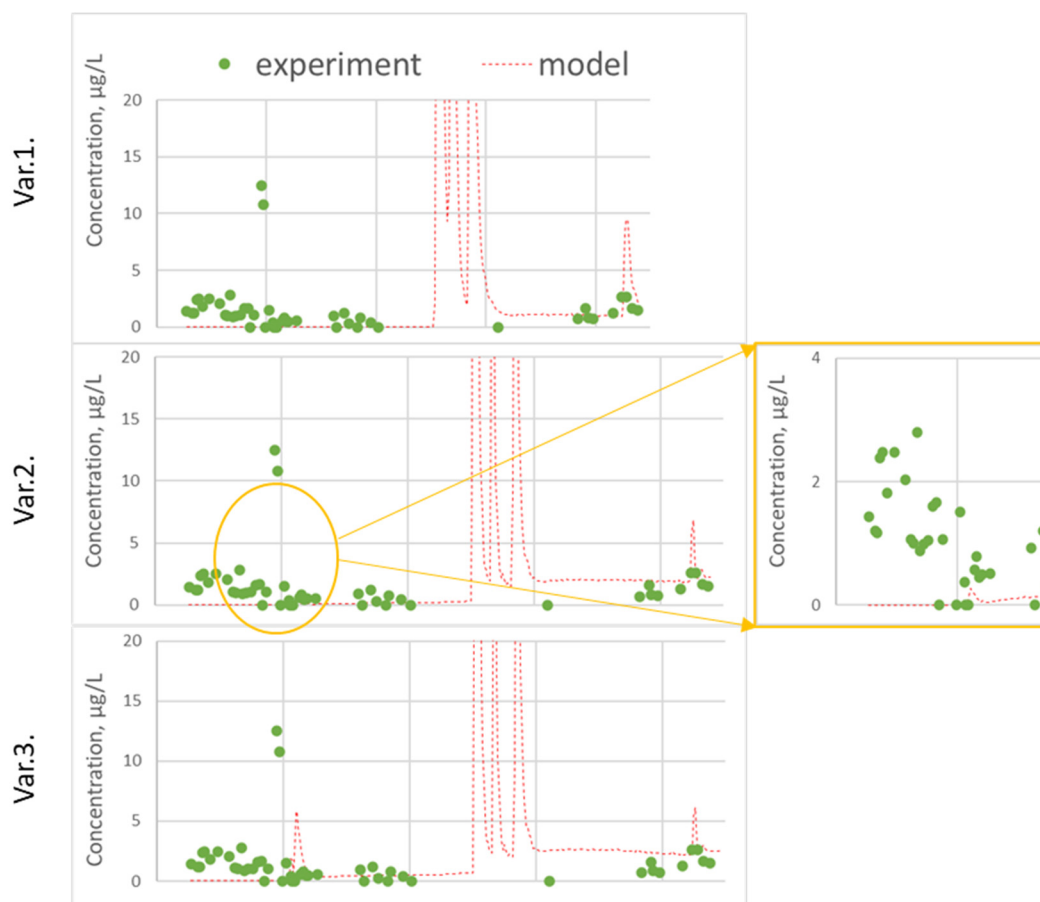 experiment model
Var.1.
Concentration, µg/L
20
15
10
5
0
Var.2.
Concentration, µg/L
20
15
10
5
0
Concentration, µg/L
4
2
0
Var.3.
Concentration, µg/L
20
15
10
5
0